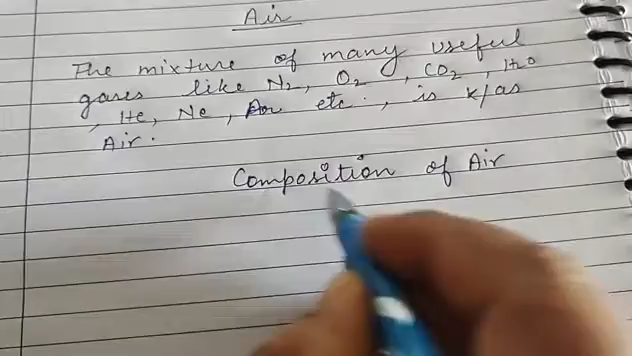 Air
The mixture of many useful
gases like N2, O2, CO2, H2O
, He, Ne, Ar etc., is k/as
Air.
Composition of Air